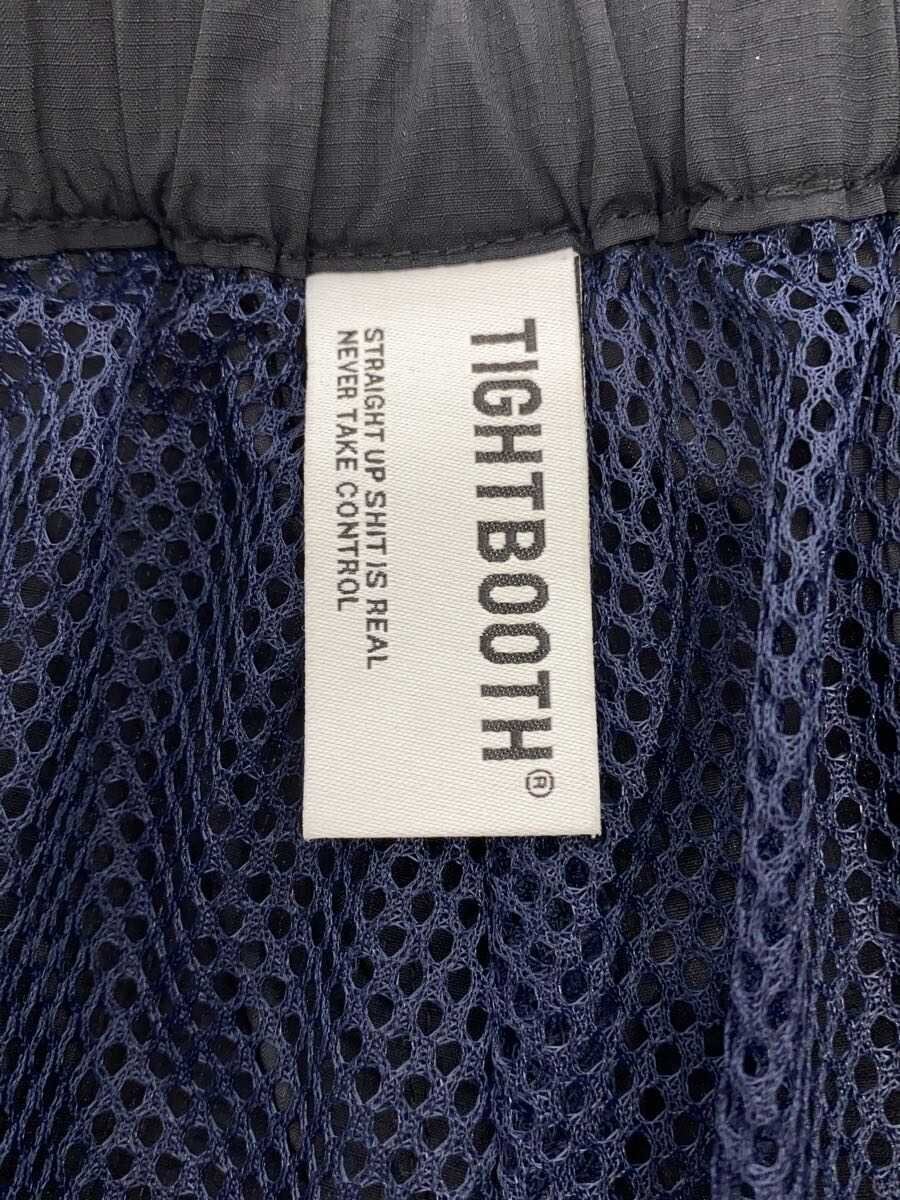 TIGHTBOOTH®
STRAIGHT UP SHIT IS REAL
NEVER TAKE CONTROL